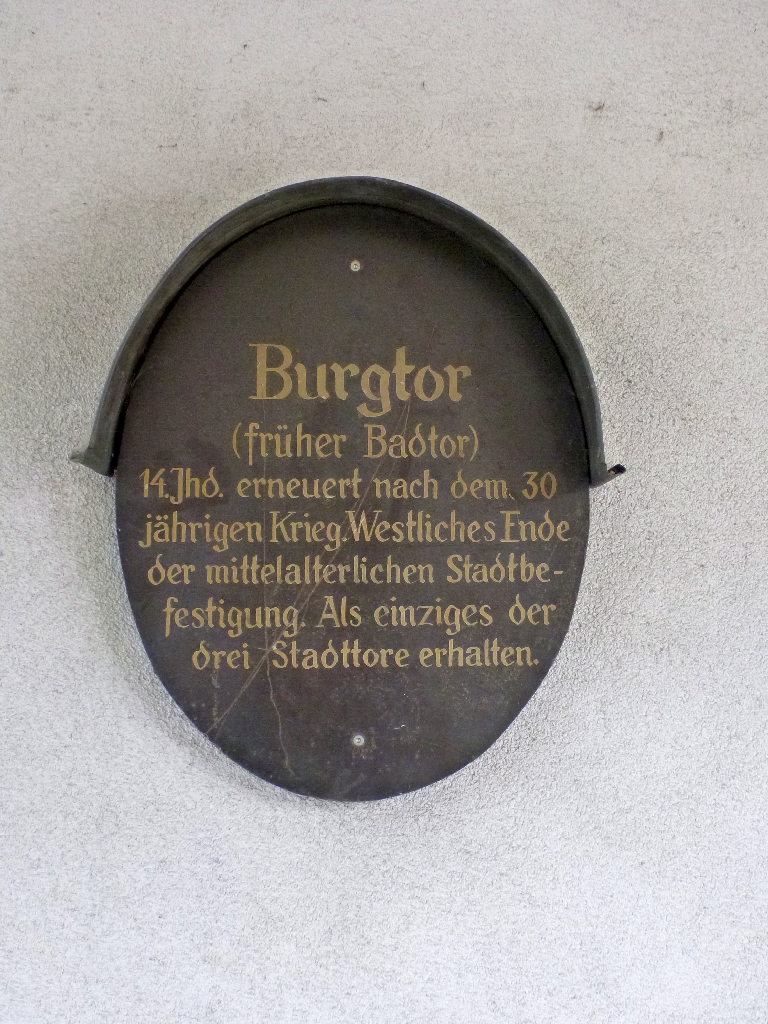 Burgtor
(früher Badtor)
14.Jhd. erneuert nach dem 30
jährigen Krieg.Westliches Ende
der mittelalterlichen Stadtbe-
festigung. Als einziges der
drei Stadttore erhalten.